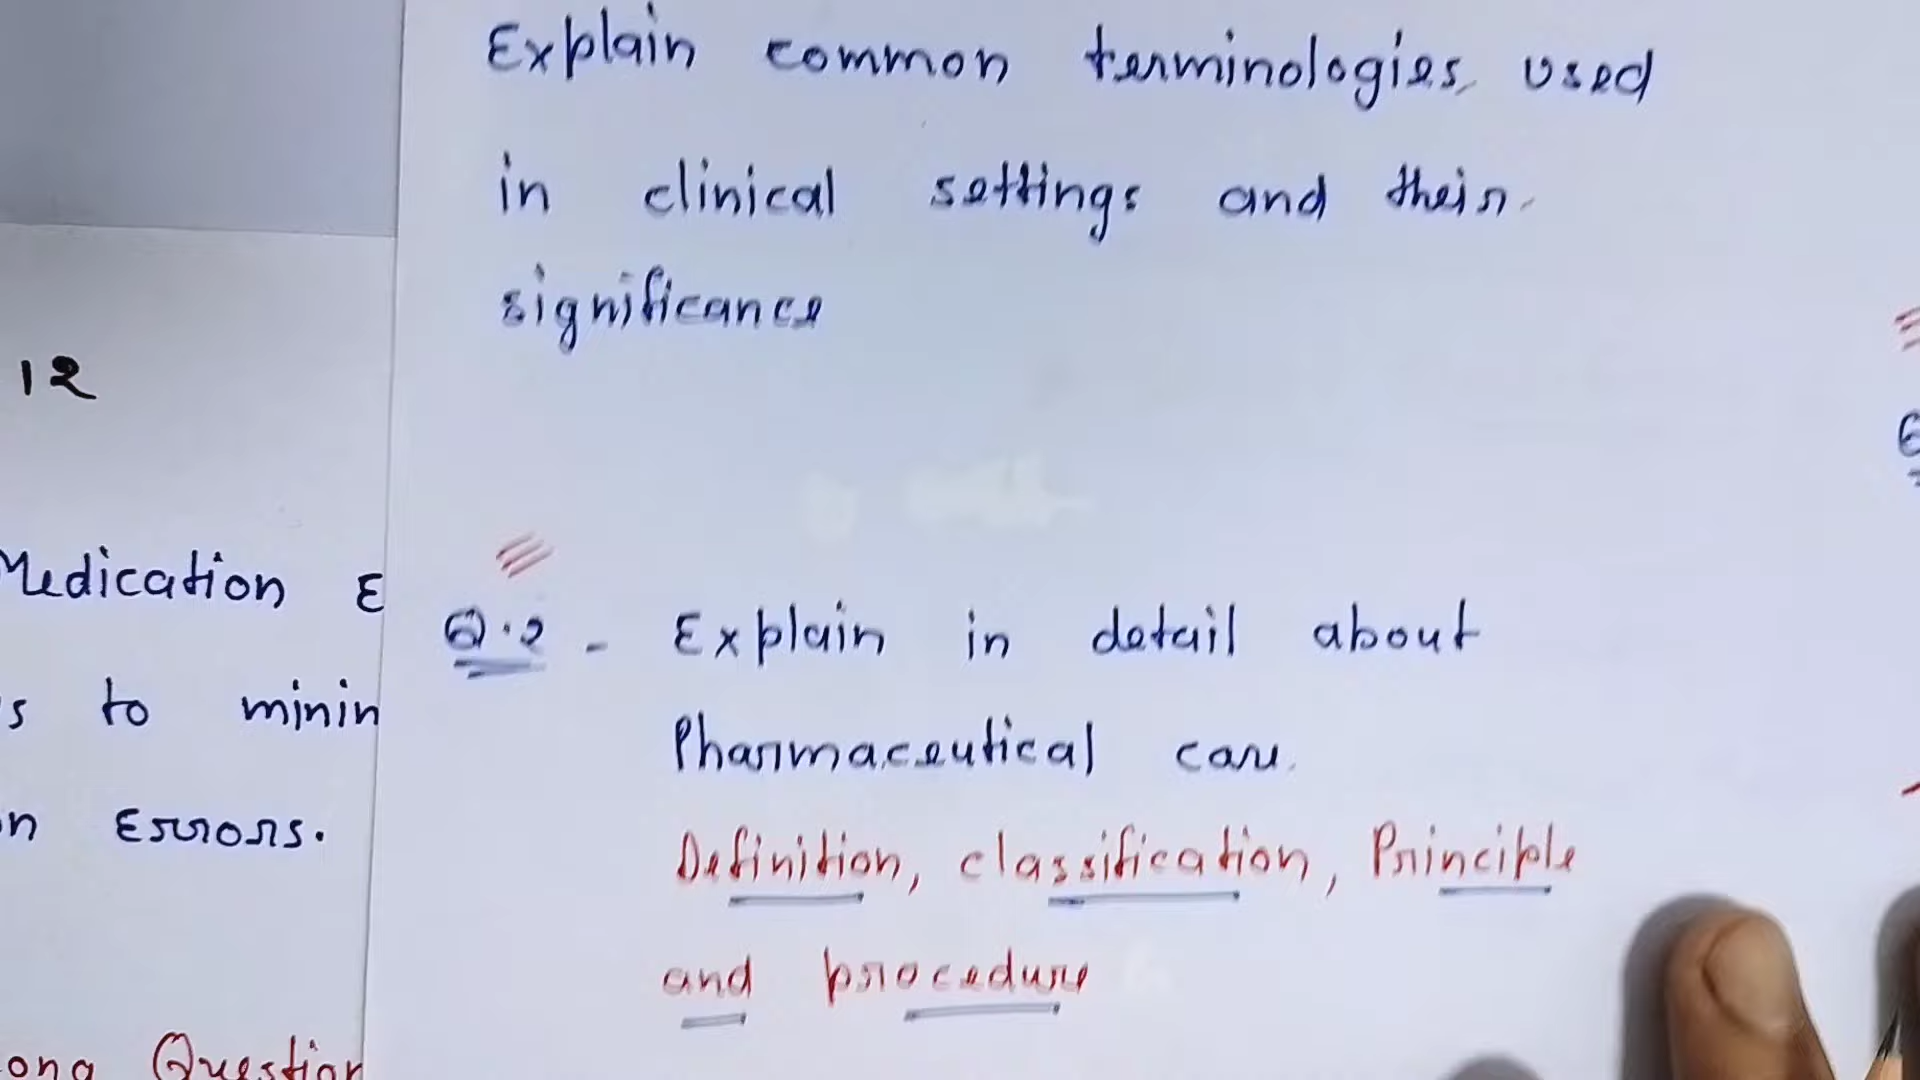 Explain common terminologies used
in clinical settings and their
significance
12
Medication E
s to minin
n Errors.
ong Question
Q.2 - Explain in detail about
Pharmaceutical care.
Definition, classification, Principle
and procedure